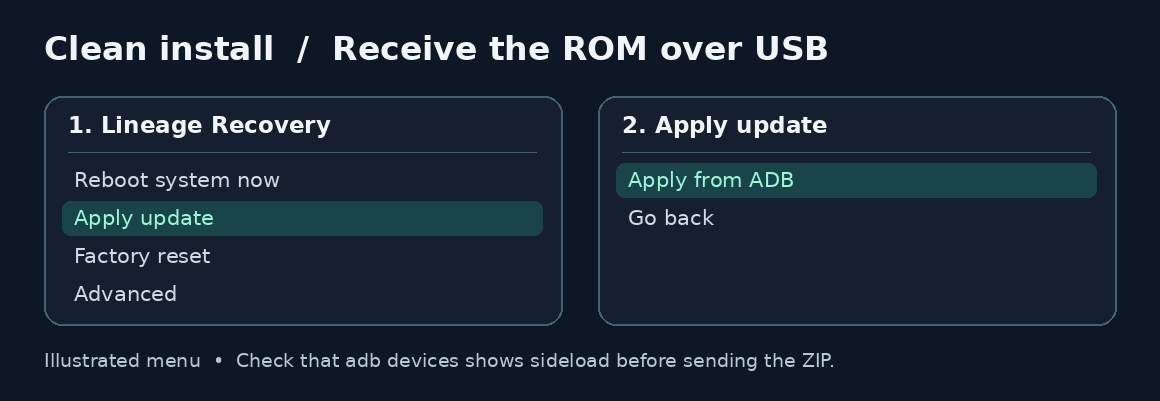 Clean install / Receive the ROM over USB
1. Lineage Recovery
Reboot system now
Apply update
Factory reset
Advanced
2. Apply update
Apply from ADB
Go back
Illustrated menu • Check that adb devices shows sideload before sending the ZIP.